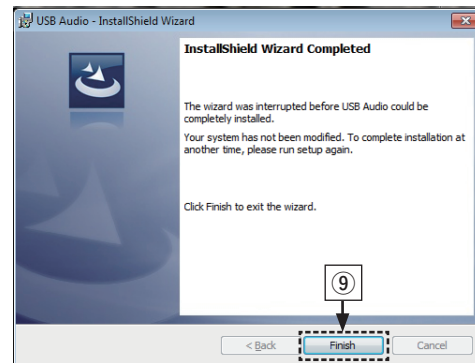 USB Audio - InstallShield Wizard
InstallShield Wizard Completed
The wizard was interrupted before USB Audio could be
completely installed.
Your system has not been modified. To complete installation at
another time, please run setup again.
Click Finish to exit the wizard.
⑨
< Back Finish Cancel